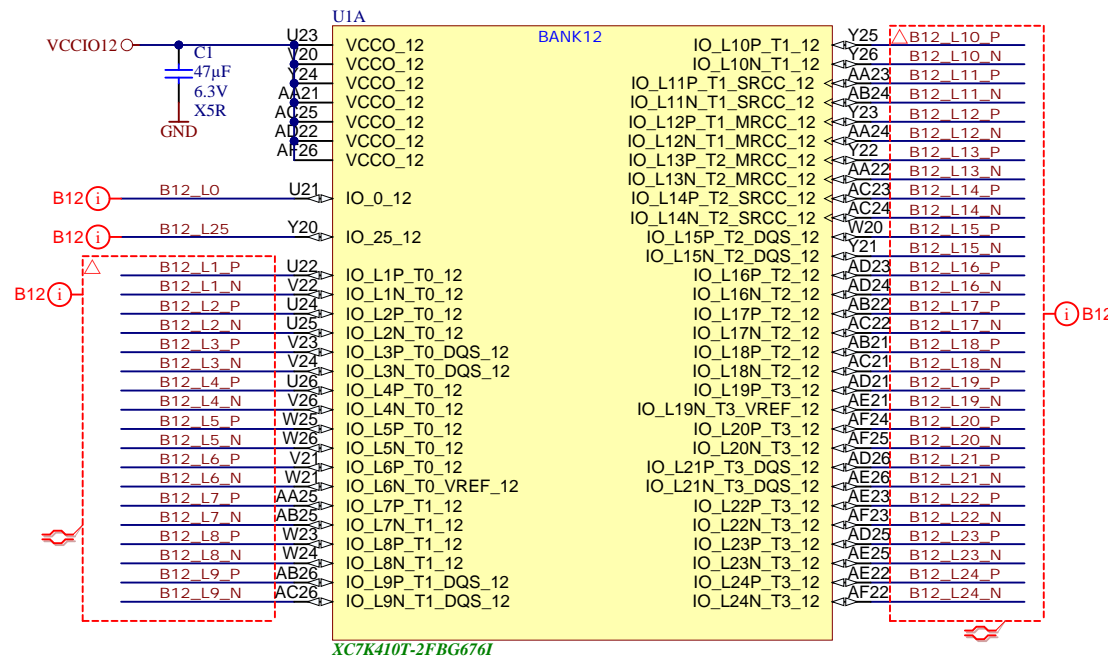 U1A
BANK12
VCCIO12
C1
47µF
6.3V
X5R
GND
U23 VCCO_12
V20 VCCO_12
Y24 VCCO_12
AA21 VCCO_12
AC25 VCCO_12
AD22 VCCO_12
AF26 VCCO_12
B12 i B12_L0 U21 IO_0_12
B12 i B12_L25 Y20 IO_25_12
B12 i
B12_L1_P U22 IO_L1P_T0_12
B12_L1_N V22 IO_L1N_T0_12
B12_L2_P U24 IO_L2P_T0_12
B12_L2_N U25 IO_L2N_T0_12
B12_L3_P V23 IO_L3P_T0_DQS_12
B12_L3_N V24 IO_L3N_T0_DQS_12
B12_L4_P U26 IO_L4P_T0_12
B12_L4_N V26 IO_L4N_T0_12
B12_L5_P W25 IO_L5P_T0_12
B12_L5_N W26 IO_L5N_T0_12
B12_L6_P V21 IO_L6P_T0_12
B12_L6_N W21 IO_L6N_T0_VREF_12
B12_L7_P AA25 IO_L7P_T1_12
B12_L7_N AB25 IO_L7N_T1_12
B12_L8_P W23 IO_L8P_T1_12
B12_L8_N W24 IO_L8N_T1_12
B12_L9_P AB26 IO_L9P_T1_DQS_12
B12_L9_N AC26 IO_L9N_T1_DQS_12
IO_L10P_T1_12 Y25 B12_L10_P
IO_L10N_T1_12 Y26 B12_L10_N
IO_L11P_T1_SRCC_12 AA23 B12_L11_P
IO_L11N_T1_SRCC_12 AB24 B12_L11_N
IO_L12P_T1_MRCC_12 Y23 B12_L12_P
IO_L12N_T1_MRCC_12 AA24 B12_L12_N
IO_L13P_T2_MRCC_12 Y22 B12_L13_P
IO_L13N_T2_MRCC_12 AA22 B12_L13_N
IO_L14P_T2_SRCC_12 AC23 B12_L14_P
IO_L14N_T2_SRCC_12 AC24 B12_L14_N
IO_L15P_T2_DQS_12 W20 B12_L15_P
IO_L15N_T2_DQS_12 Y21 B12_L15_N
IO_L16P_T2_12 AD23 B12_L16_P
IO_L16N_T2_12 AD24 B12_L16_N
IO_L17P_T2_12 AB22 B12_L17_P
IO_L17N_T2_12 AC22 B12_L17_N
IO_L18P_T2_12 AB21 B12_L18_P
IO_L18N_T2_12 AC21 B12_L18_N
IO_L19P_T3_12 AD21 B12_L19_P
IO_L19N_T3_VREF_12 AE21 B12_L19_N
IO_L20P_T3_12 AF24 B12_L20_P
IO_L20N_T3_12 AF25 B12_L20_N
IO_L21P_T3_DQS_12 AD26 B12_L21_P
IO_L21N_T3_DQS_12 AE26 B12_L21_N
IO_L22P_T3_12 AE23 B12_L22_P
IO_L22N_T3_12 AF23 B12_L22_N
IO_L23P_T3_12 AD25 B12_L23_P
IO_L23N_T3_12 AE25 B12_L23_N
IO_L24P_T3_12 AE22 B12_L24_P
IO_L24N_T3_12 AF22 B12_L24_N
i B12
XC7K410T-2FBG676I